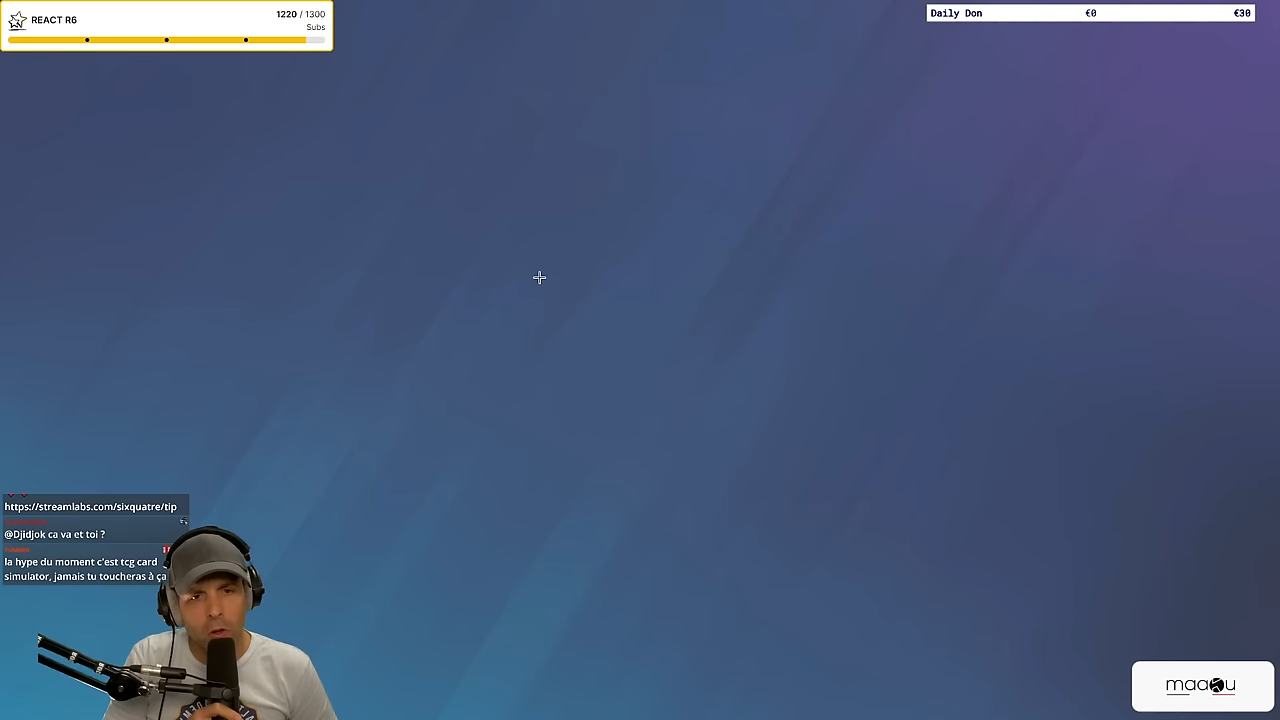 REACT R6
1220 / 1300
Subs
Daily Don €0 €30
https://streamlabs.com/sixquatre/tip
@Djidjok ca va et toi ?
la hype du moment c'est tcg card
simulator, jamais tu toucheras à ça
maaku